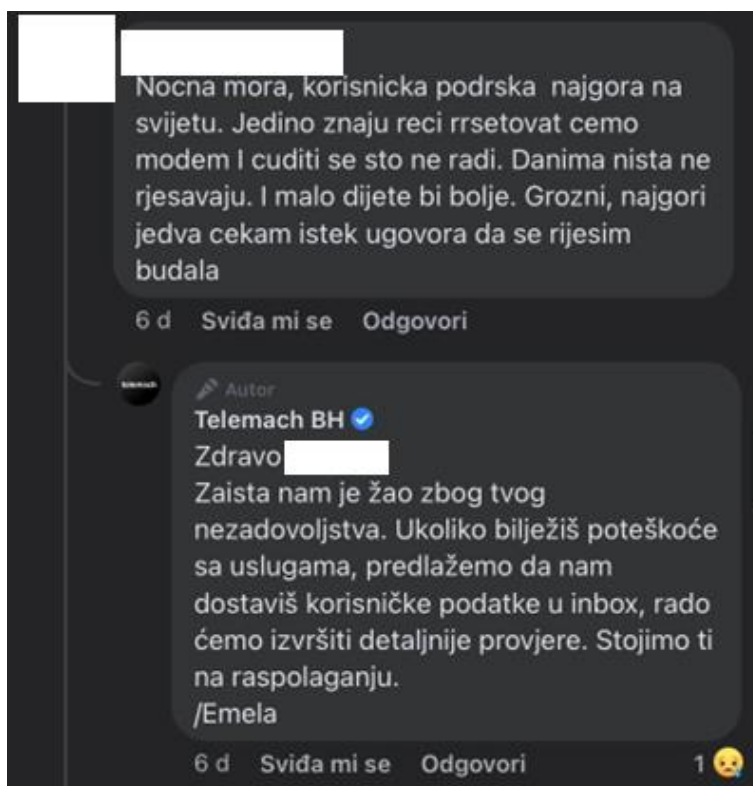 Nocna mora, korisnicka podrska najgora na
svijetu. Jedino znaju reci rrsetovat cemo
modem I cuditi se sto ne radi. Danima nista ne
rjesavaju. I malo dijete bi bolje. Grozni, najgori
jedva cekam istek ugovora da se rijesim
budala
6 d Sviđa mi se Odgovori
telemach
Autor
Telemach BH
Zdravo
Zaista nam je žao zbog tvog
nezadovoljstva. Ukoliko bilježiš poteškoće
sa uslugama, predlažemo da nam
dostaviš korisničke podatke u inbox, rado
ćemo izvršiti detaljnije provjere. Stojimo ti
na raspolaganju.
/Emela
6 d Sviđa mi se Odgovori 1